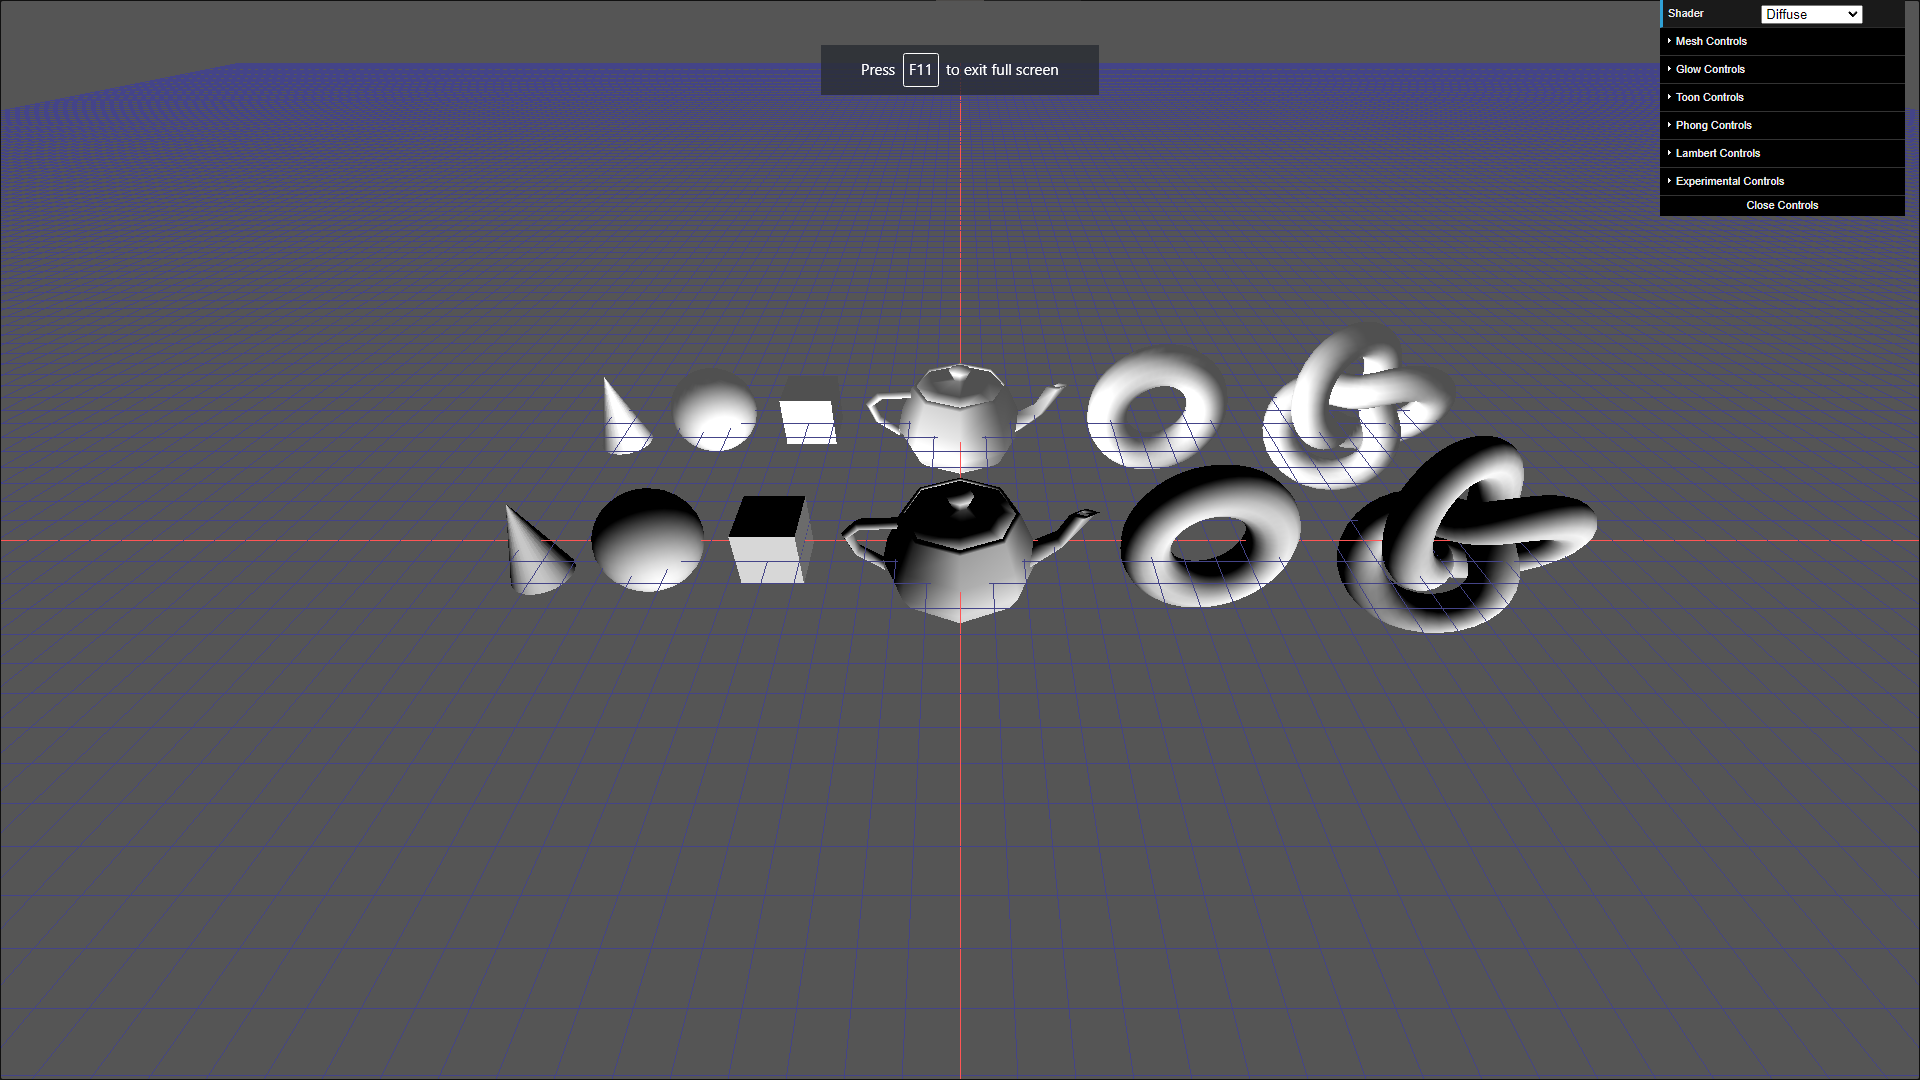 Shader Diffuse
Mesh Controls
Glow Controls
Toon Controls
Phong Controls
Lambert Controls
Experimental Controls
Close Controls
Press F11 to exit full screen